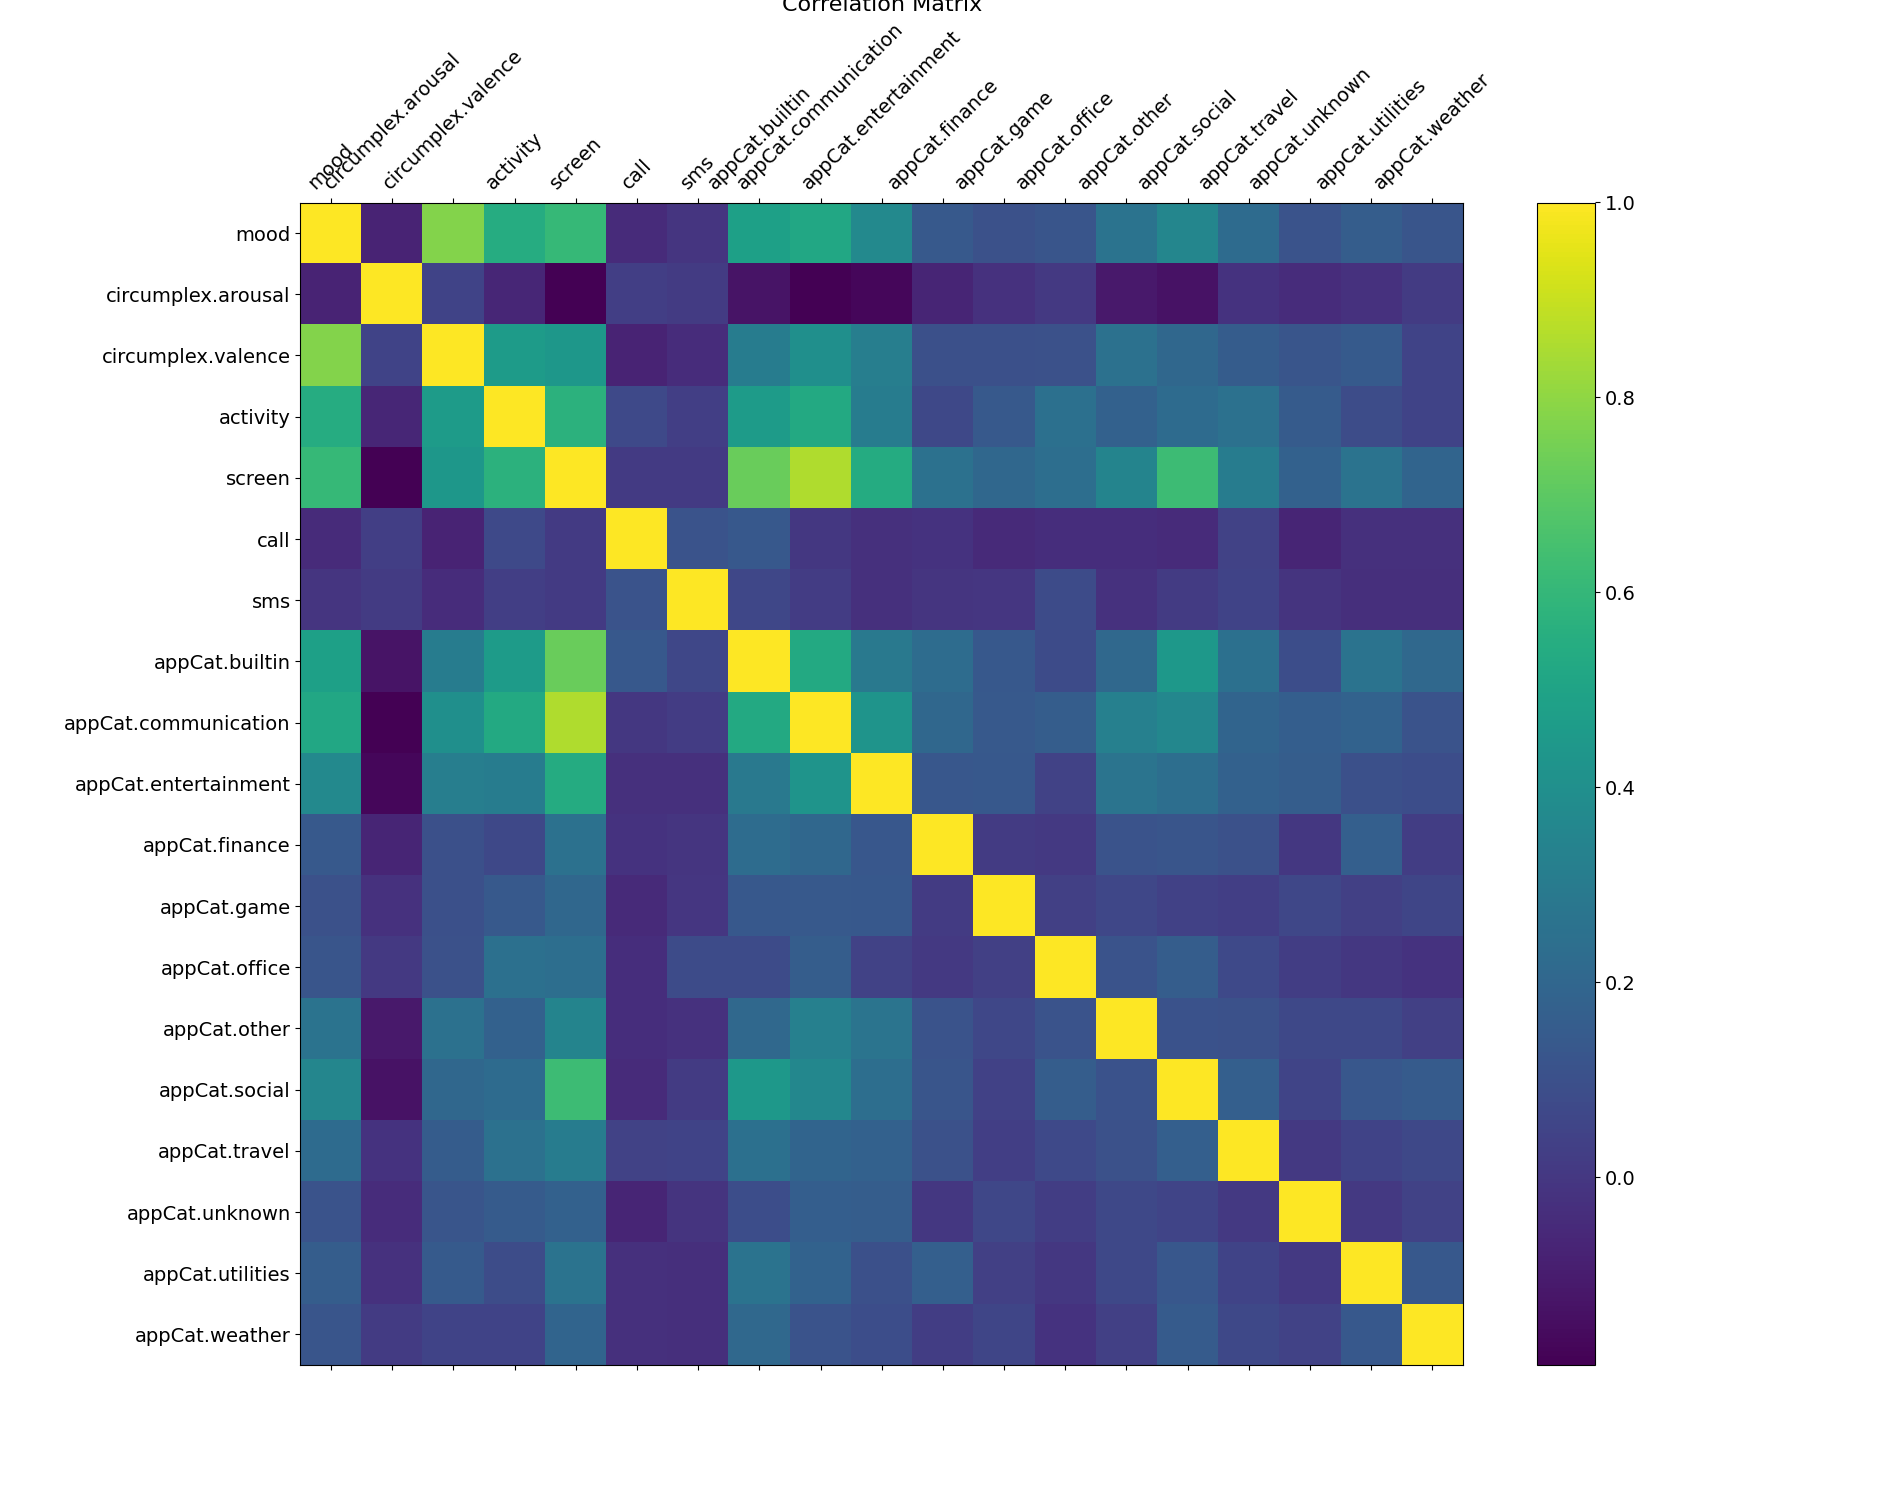 Correlation Matrix
mood
circumplex.arousal
circumplex.valence
activity
screen
call
sms
appCat.builtin
appCat.communication
appCat.entertainment
appCat.finance
appCat.game
appCat.office
appCat.other
appCat.social
appCat.travel
appCat.unknown
appCat.utilities
appCat.weather
mood
circumplex.arousal
circumplex.valence
activity
screen
call
sms
appCat.builtin
appCat.communication
appCat.entertainment
appCat.finance
appCat.game
appCat.office
appCat.other
appCat.social
appCat.travel
appCat.unknown
appCat.utilities
appCat.weather
1.0
0.8
0.6
0.4
0.2
0.0